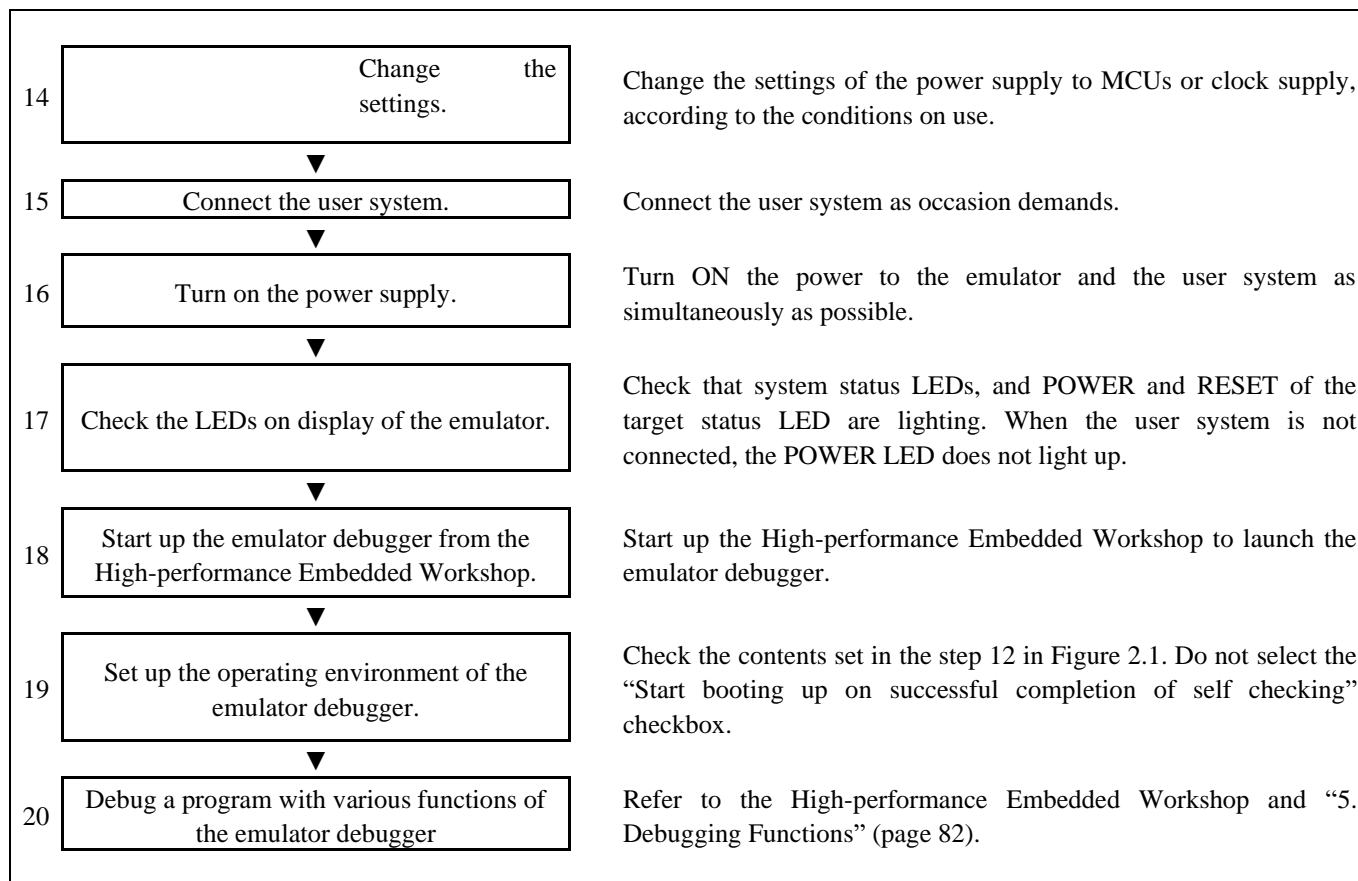 14
Change the
settings.
Change the settings of the power supply to MCUs or clock supply,
according to the conditions on use.
▼
15
Connect the user system.
Connect the user system as occasion demands.
▼
16
Turn on the power supply.
Turn ON the power to the emulator and the user system as
simultaneously as possible.
▼
17
Check the LEDs on display of the emulator.
Check that system status LEDs, and POWER and RESET of the
target status LED are lighting. When the user system is not
connected, the POWER LED does not light up.
▼
18
Start up the emulator debugger from the
High-performance Embedded Workshop.
Start up the High-performance Embedded Workshop to launch the
emulator debugger.
▼
19
Set up the operating environment of the
emulator debugger.
Check the contents set in the step 12 in Figure 2.1. Do not select the
“Start booting up on successful completion of self checking”
checkbox.
▼
20
Debug a program with various functions of
the emulator debugger
Refer to the High-performance Embedded Workshop and “5.
Debugging Functions” (page 82).